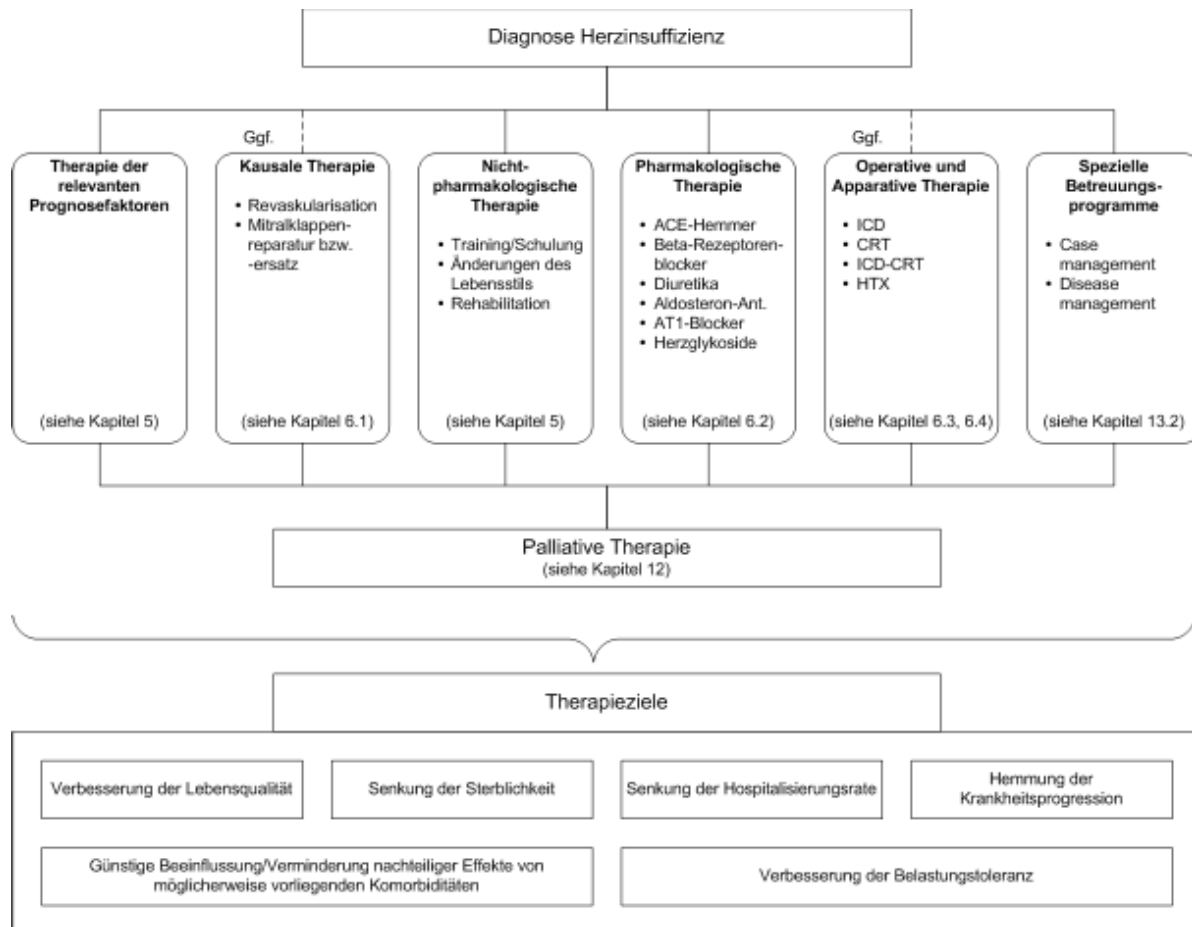 Diagnose Herzinsuffizienz
Ggf.
Ggf.
Therapie der
relevanten
Prognosefaktoren
(siehe Kapitel 5)
Kausale Therapie
• Revaskularisation
• Mitralklappen-
reparatur bzw.
-ersatz
(siehe Kapitel 6.1)
Nicht-
pharmakologische
Therapie
• Training/Schulung
• Änderungen des
Lebensstils
• Rehabilitation
(siehe Kapitel 5)
Pharmakologische
Therapie
• ACE-Hemmer
• Beta-Rezeptoren-
blocker
• Diuretika
• Aldosteron-Ant.
• AT1-Blocker
• Herzglykoside
(siehe Kapitel 6.2)
Operative und
Apparative Therapie
• ICD
• CRT
• ICD-CRT
• HTX
(siehe Kapitel 6.3, 6.4)
Spezielle
Betreuungs-
programme
• Case
management
• Disease
management
(siehe Kapitel 13.2)
Palliative Therapie
(siehe Kapitel 12)
Therapieziele
Verbesserung der Lebensqualität
Senkung der Sterblichkeit
Senkung der Hospitalisierungsrate
Hemmung der
Krankheitsprogression
Günstige Beeinflussung/Verminderung nachteiliger Effekte von
möglicherweise vorliegenden Komorbiditäten
Verbesserung der Belastungstoleranz